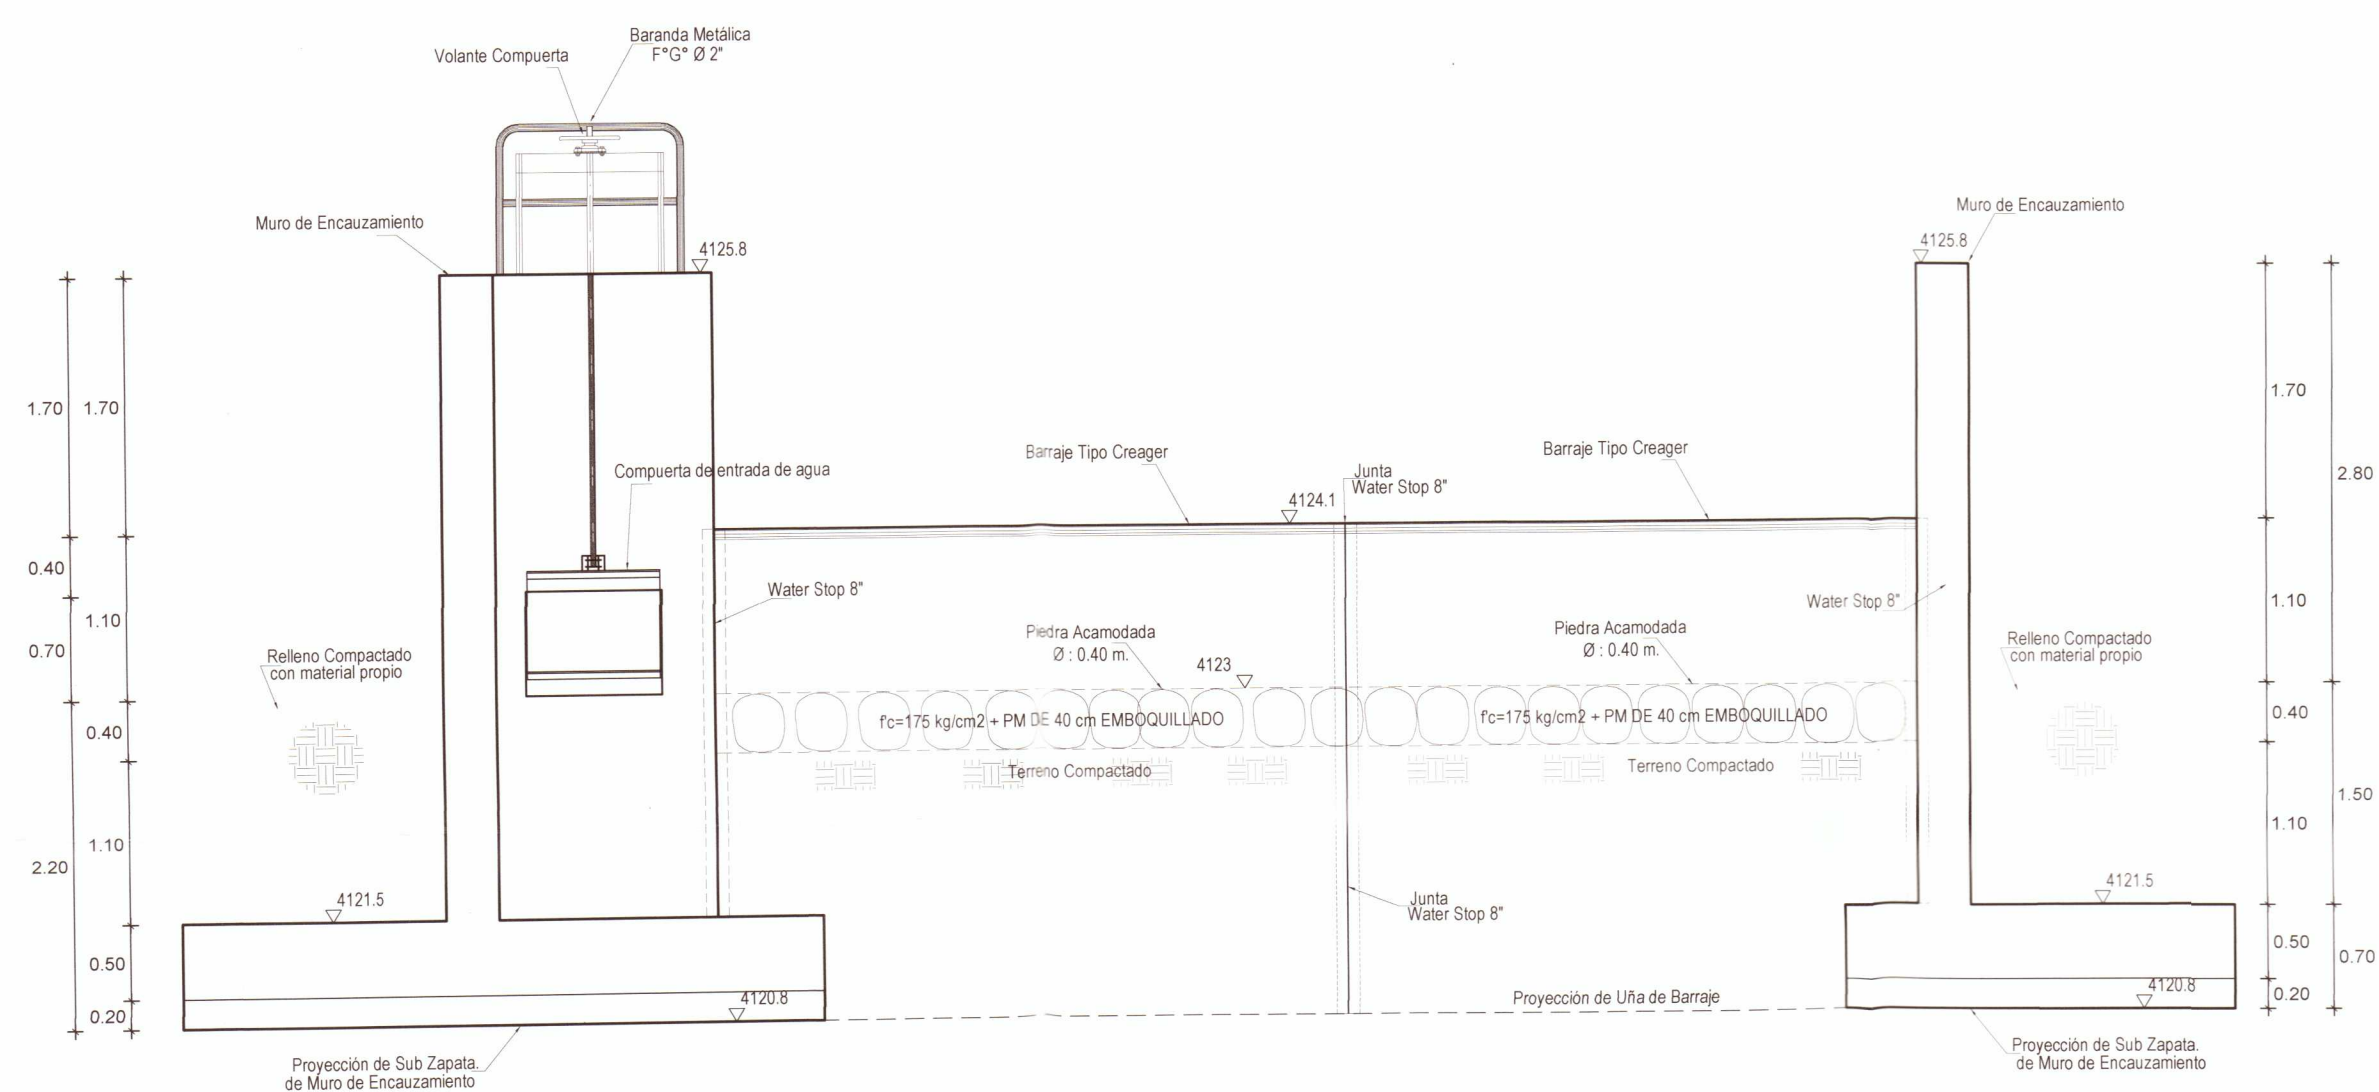 Baranda Metálica
F°G° Ø 2"
Volante Compuerta
Muro de Encauzamiento
4125.8
Muro de Encauzamiento
4125.8
1.70
1.70
1.70
Compuerta de entrada de agua
Barraje Tipo Creager
Barraje Tipo Creager
Junta
Water Stop 8"
4124.1
2.80
0.40
1.10
0.70
Water Stop 8"
Water Stop 8"
1.10
Relleno Compactado
con material propio
Piedra Acamodada
Ø : 0.40 m.
4123
Piedra Acamodada
Ø : 0.40 m.
Relleno Compactado
con material propio
0.40
f'c=175 kg/cm2 + PM DE 40 cm EMBOQUILLADO
f'c=175 kg/cm2 + PM DE 40 cm EMBOQUILLADO
0.40
Terreno Compactado
Terreno Compactado
1.50
1.10
1.10
2.20
4121.5
Junta
Water Stop 8"
4121.5
0.50
0.50
0.70
0.20
4120.8
Proyección de Uña de Barraje
4120.8
0.20
Proyección de Sub Zapata.
de Muro de Encauzamiento
Proyección de Sub Zapata.
de Muro de Encauzamiento